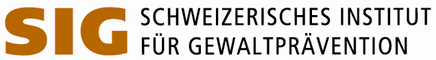 SIG SCHWEIZERISCHES INSTITUT
FÜR GEWALTPRÄVENTION